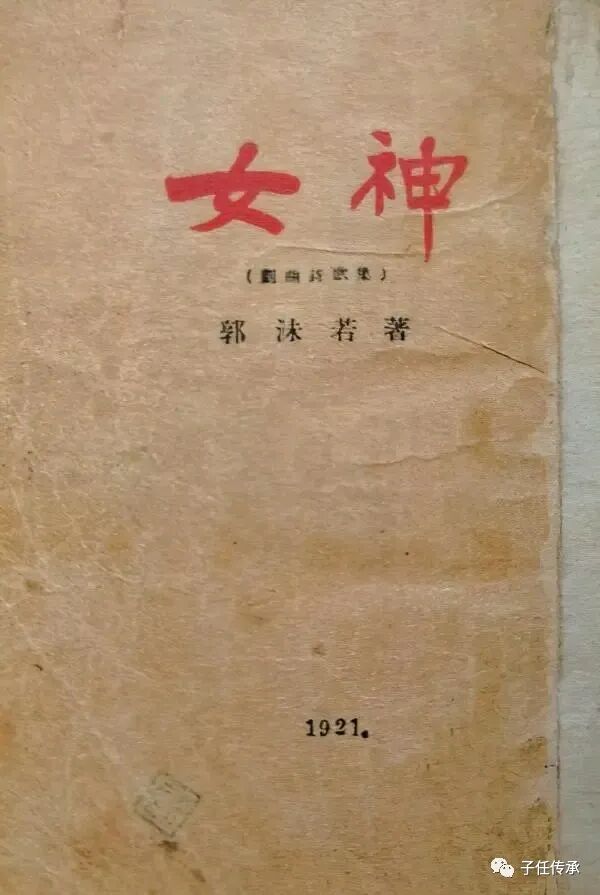 女神
(劇曲詩歌集)
郭沫若著
1921.
子任传承